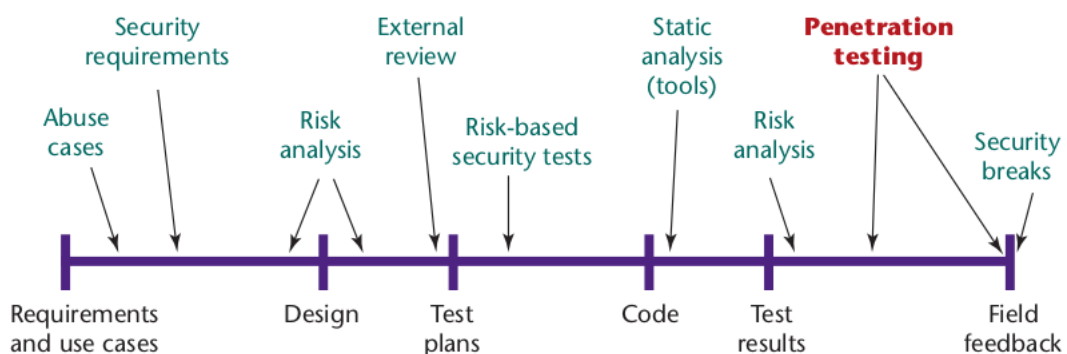 Security
requirements
External
review
Static
analysis
(tools)
Penetration
testing
Abuse
cases
Risk
analysis
Risk-based
security tests
Risk
analysis
Security
breaks
Requirements
and use cases
Design
Test
plans
Code
Test
results
Field
feedback